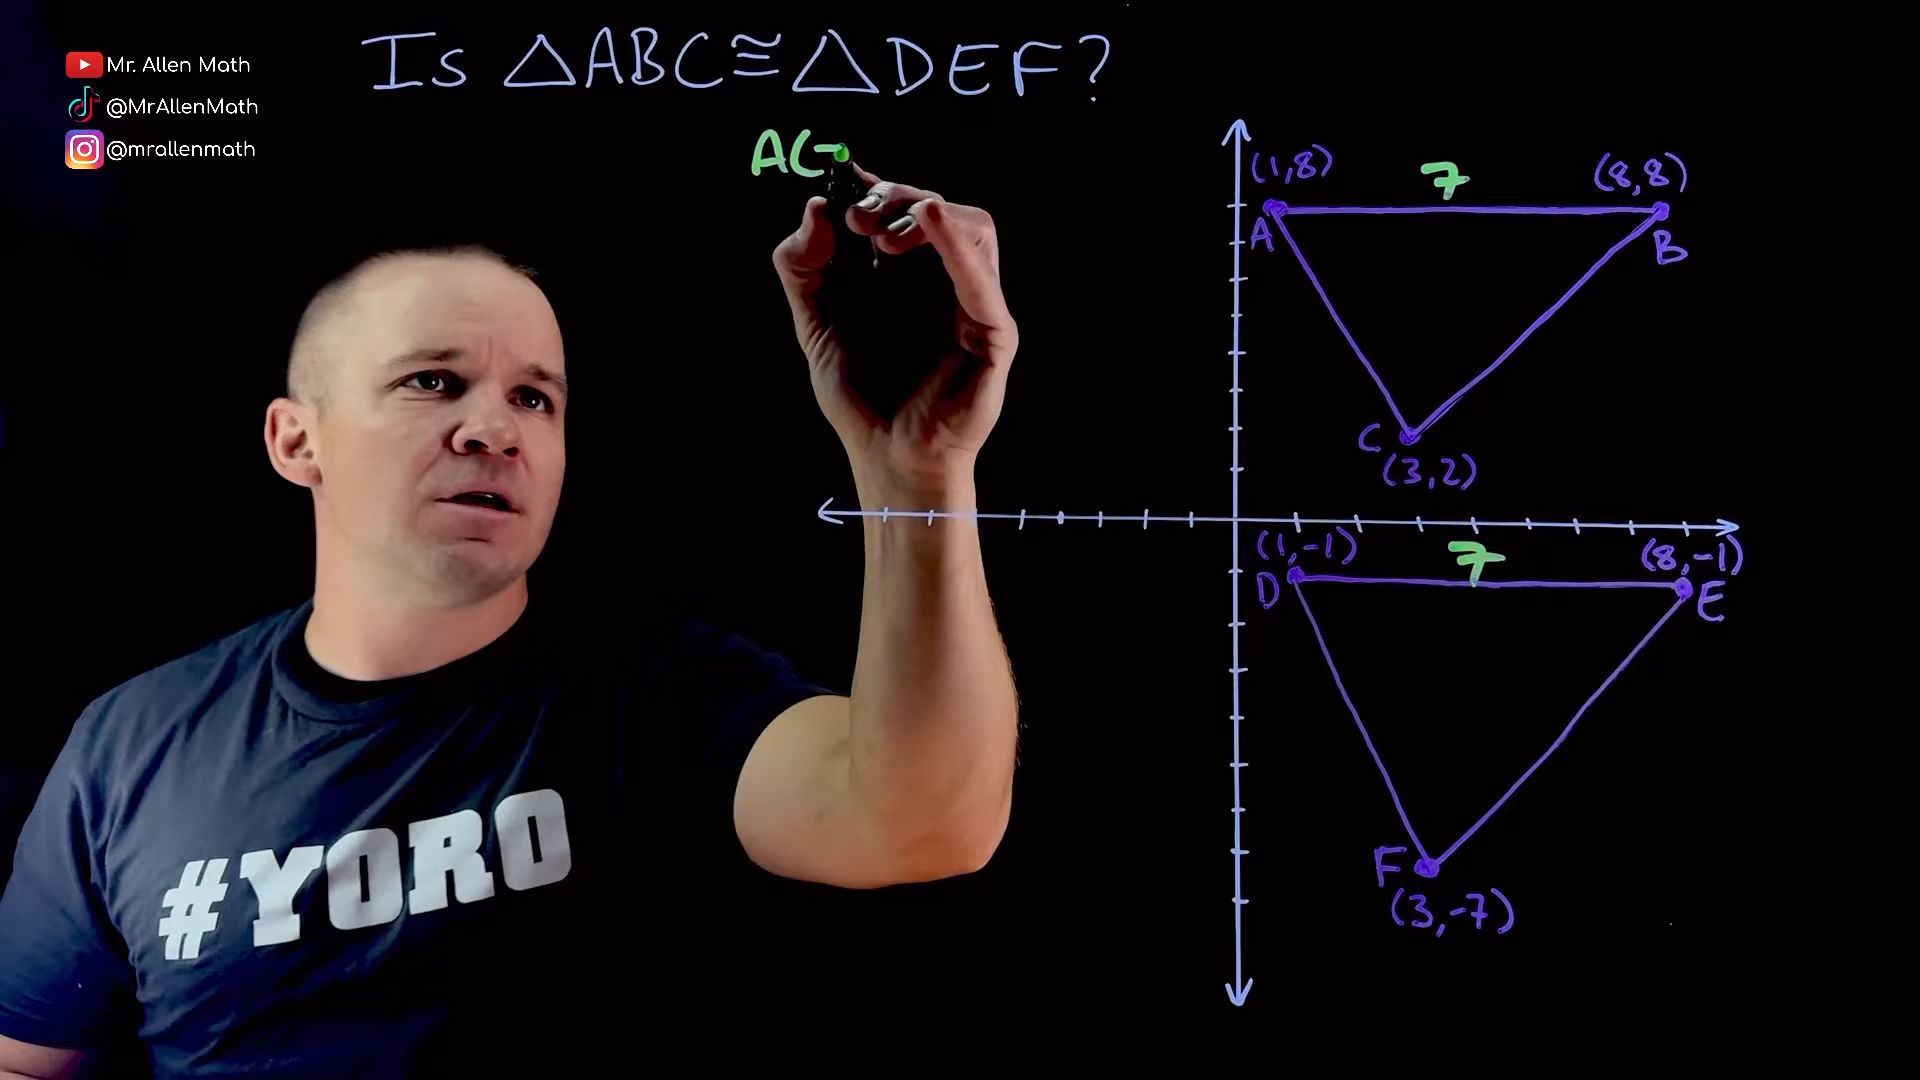 Is △ABC≅△DEF?
Mr. Allen Math
@MrAllenMath
@mrallenmath
AC=
(1,8)
7
(8,8)
A
B
C
(3,2)
(1,-1)
7
(8,-1)
D
E
F
(3,-7)
#YORO